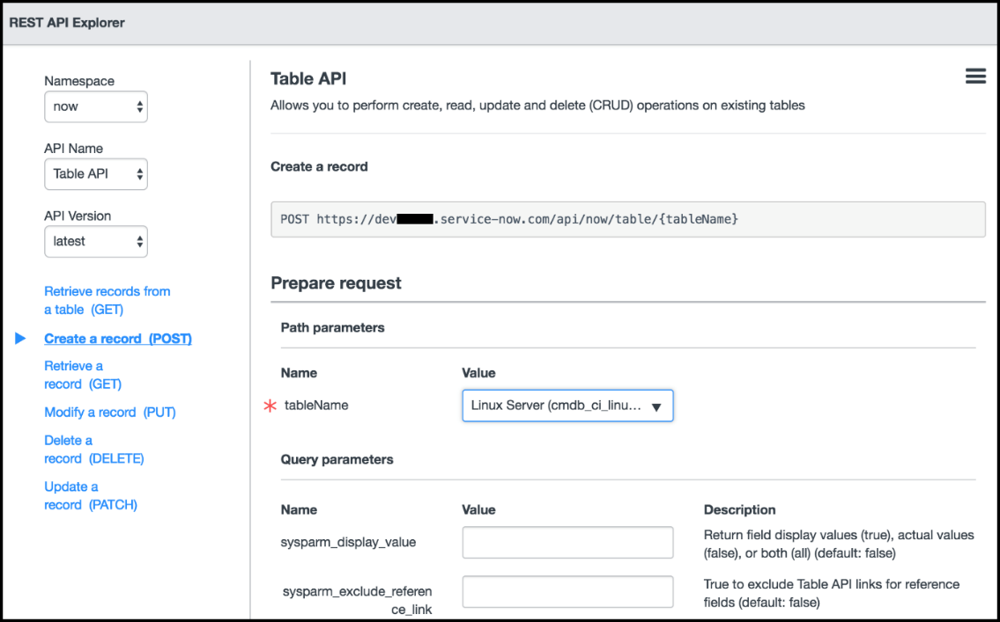 REST API Explorer
Namespace
now
API Name
Table API
API Version
latest
Retrieve records from
a table (GET)
Create a record (POST)
Retrieve a
record (GET)
Modify a record (PUT)
Delete a
record (DELETE)
Update a
record (PATCH)
Table API
Allows you to perform create, read, update and delete (CRUD) operations on existing tables
Create a record
POST https://dev.service-now.com/api/now/table/{tableName}
Prepare request
Path parameters
Name Value
* tableName Linux Server (cmdb_ci_linu...
Query parameters
Name Value Description
sysparm_display_value Return field display values (true), actual values
(false), or both (all) (default: false)
sysparm_exclude_referen True to exclude Table API links for reference
ce_link fields (default: false)